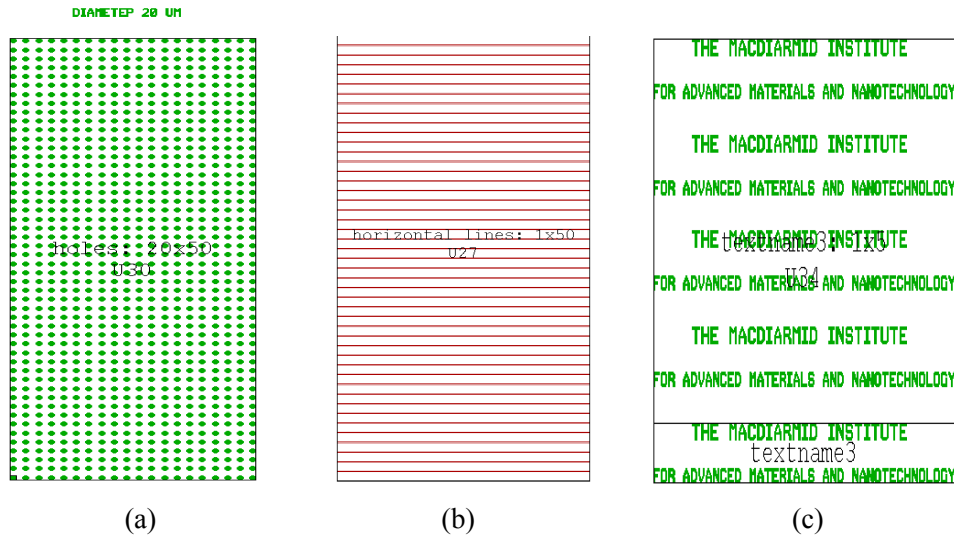 DIAMETEP 20 UM
holes: 20x50
U30
(a)
horizontal lines: 1x50
U27
(b)
THE MACDIARMID INSTITUTE
FOR ADVANCED MATERIALS AND NANOTECHNOLOGY
THE MACDIARMID INSTITUTE
FOR ADVANCED MATERIALS AND NANOTECHNOLOGY
THE MACDIARMID INSTITUTE
textname3: 1x5
U34
FOR ADVANCED MATERIALS AND NANOTECHNOLOGY
THE MACDIARMID INSTITUTE
FOR ADVANCED MATERIALS AND NANOTECHNOLOGY
THE MACDIARMID INSTITUTE
textname3
FOR ADVANCED MATERIALS AND NANOTECHNOLOGY
(c)